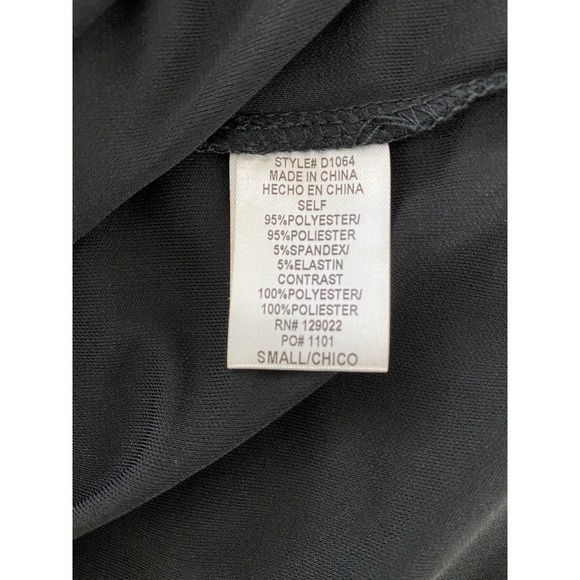 STYLE# D1064
MADE IN CHINA
HECHO EN CHINA
SELF
95%POLYESTER/
95%POLIESTER
5%SPANDEX/
5%ELASTIN
CONTRAST
100%POLYESTER/
100%POLIESTER
RN# 129022
PO# 1101
SMALL/CHICO